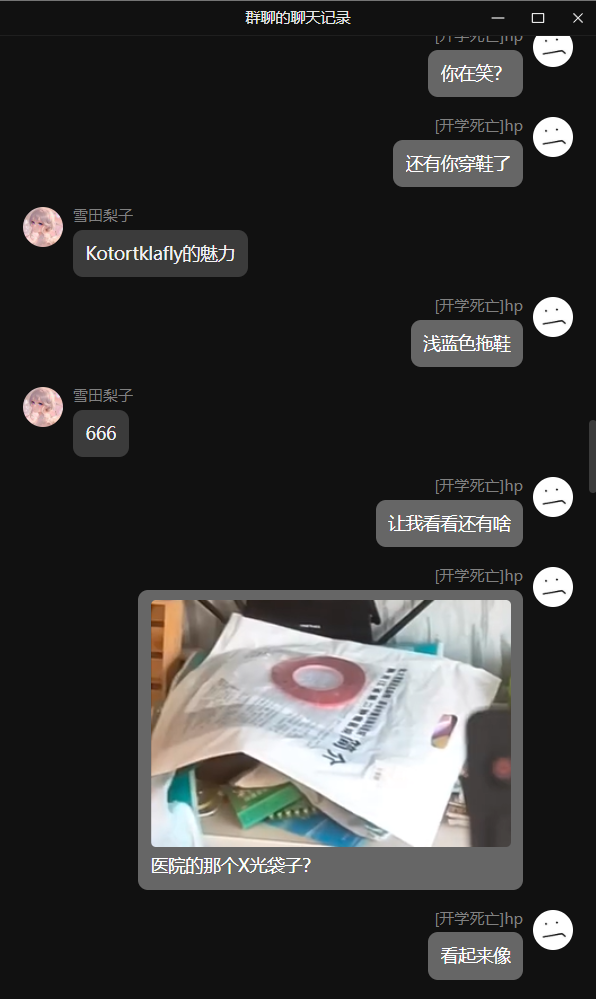 群聊的聊天记录
[开学死亡]hp
你在笑？
[开学死亡]hp
还有你穿鞋了
雪田梨子
Kotortklafly的魅力
[开学死亡]hp
浅蓝色拖鞋
雪田梨子
666
[开学死亡]hp
让我看看还有啥
[开学死亡]hp
简介
医院的那个X光袋子？
[开学死亡]hp
看起来像